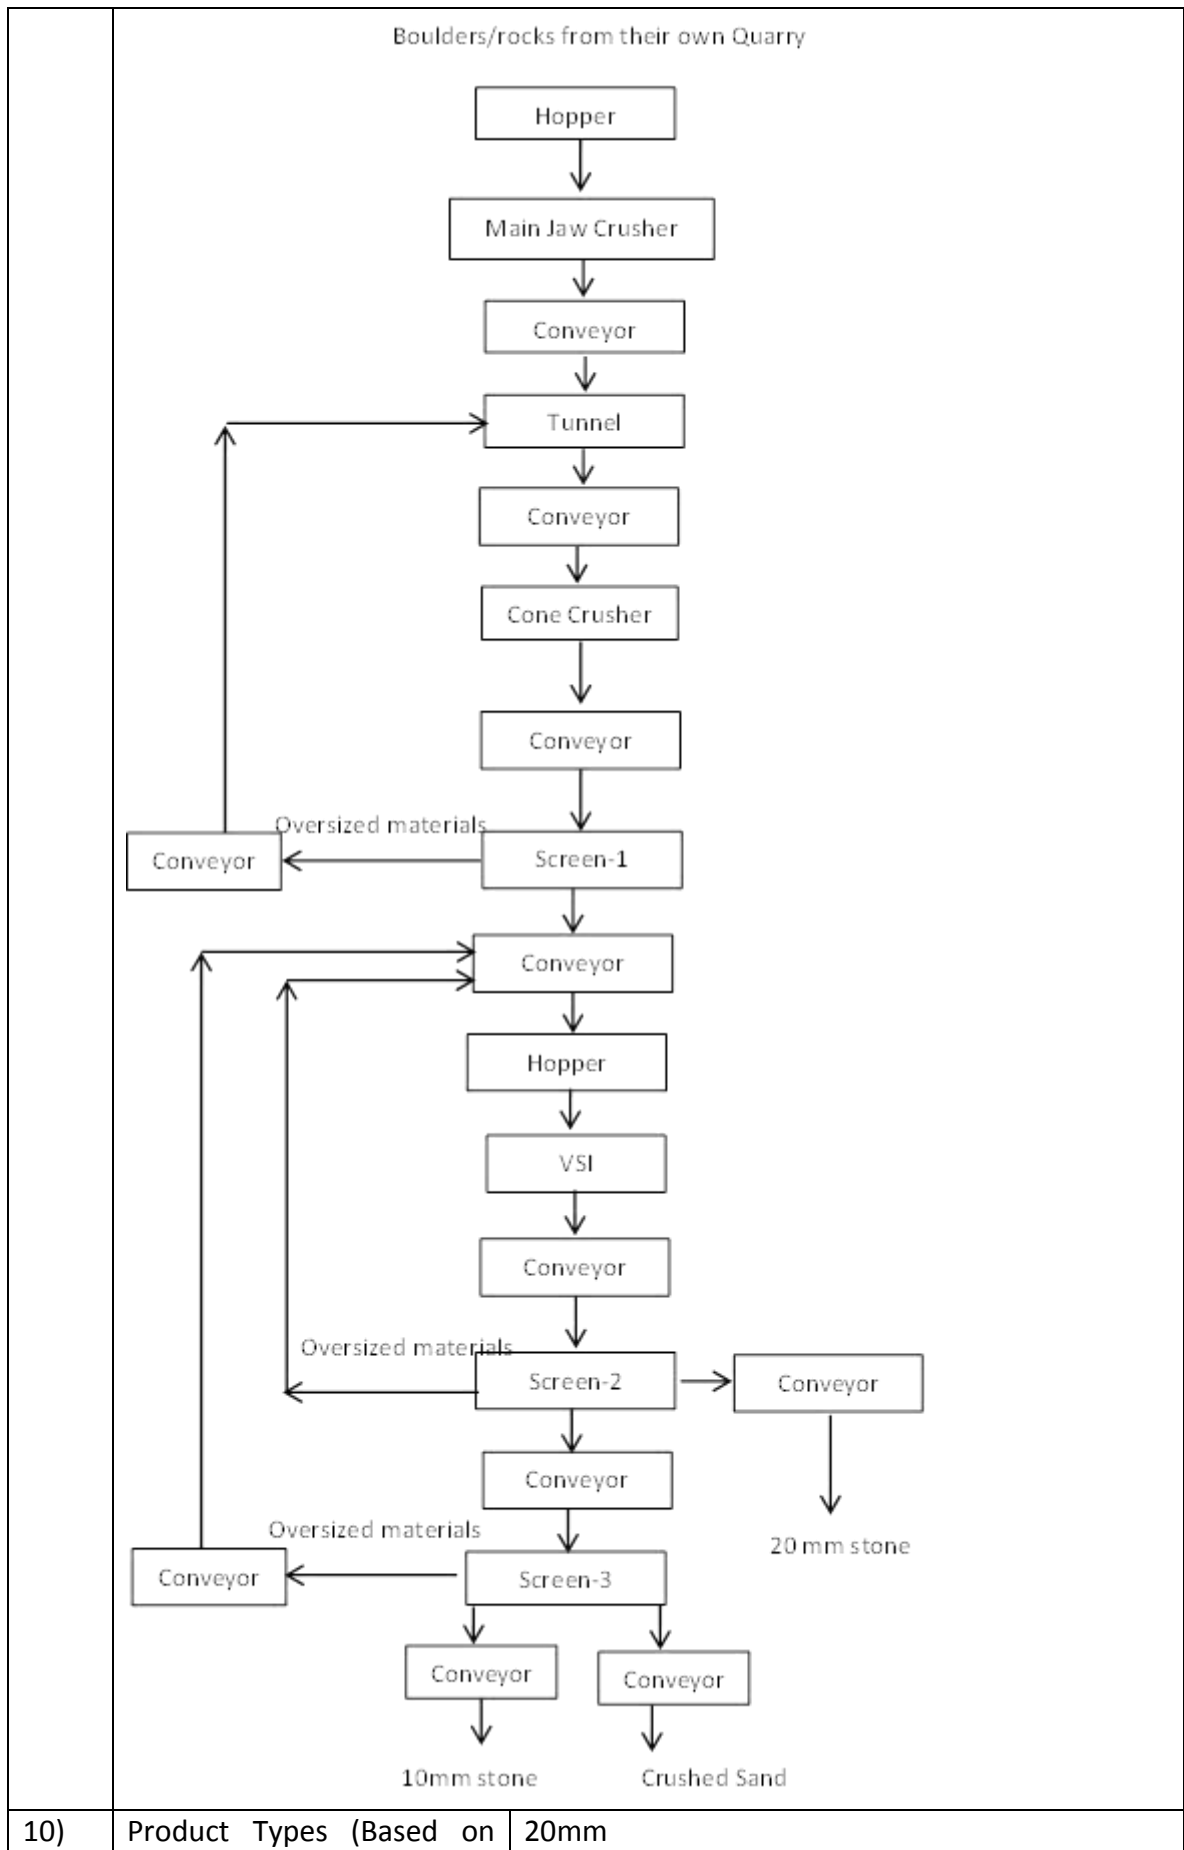 Boulders/rocks from their own Quarry
Hopper
Main Jaw Crusher
Conveyor
Tunnel
Conveyor
Cone Crusher
Conveyor
Oversized materials
Conveyor
Screen-1
Conveyor
Hopper
VSI
Conveyor
Oversized materials
Screen-2
Conveyor
Conveyor
20 mm stone
Oversized materials
Conveyor
Screen-3
Conveyor
Conveyor
10mm stone
Crushed Sand
10)
Product Types (Based on
20mm